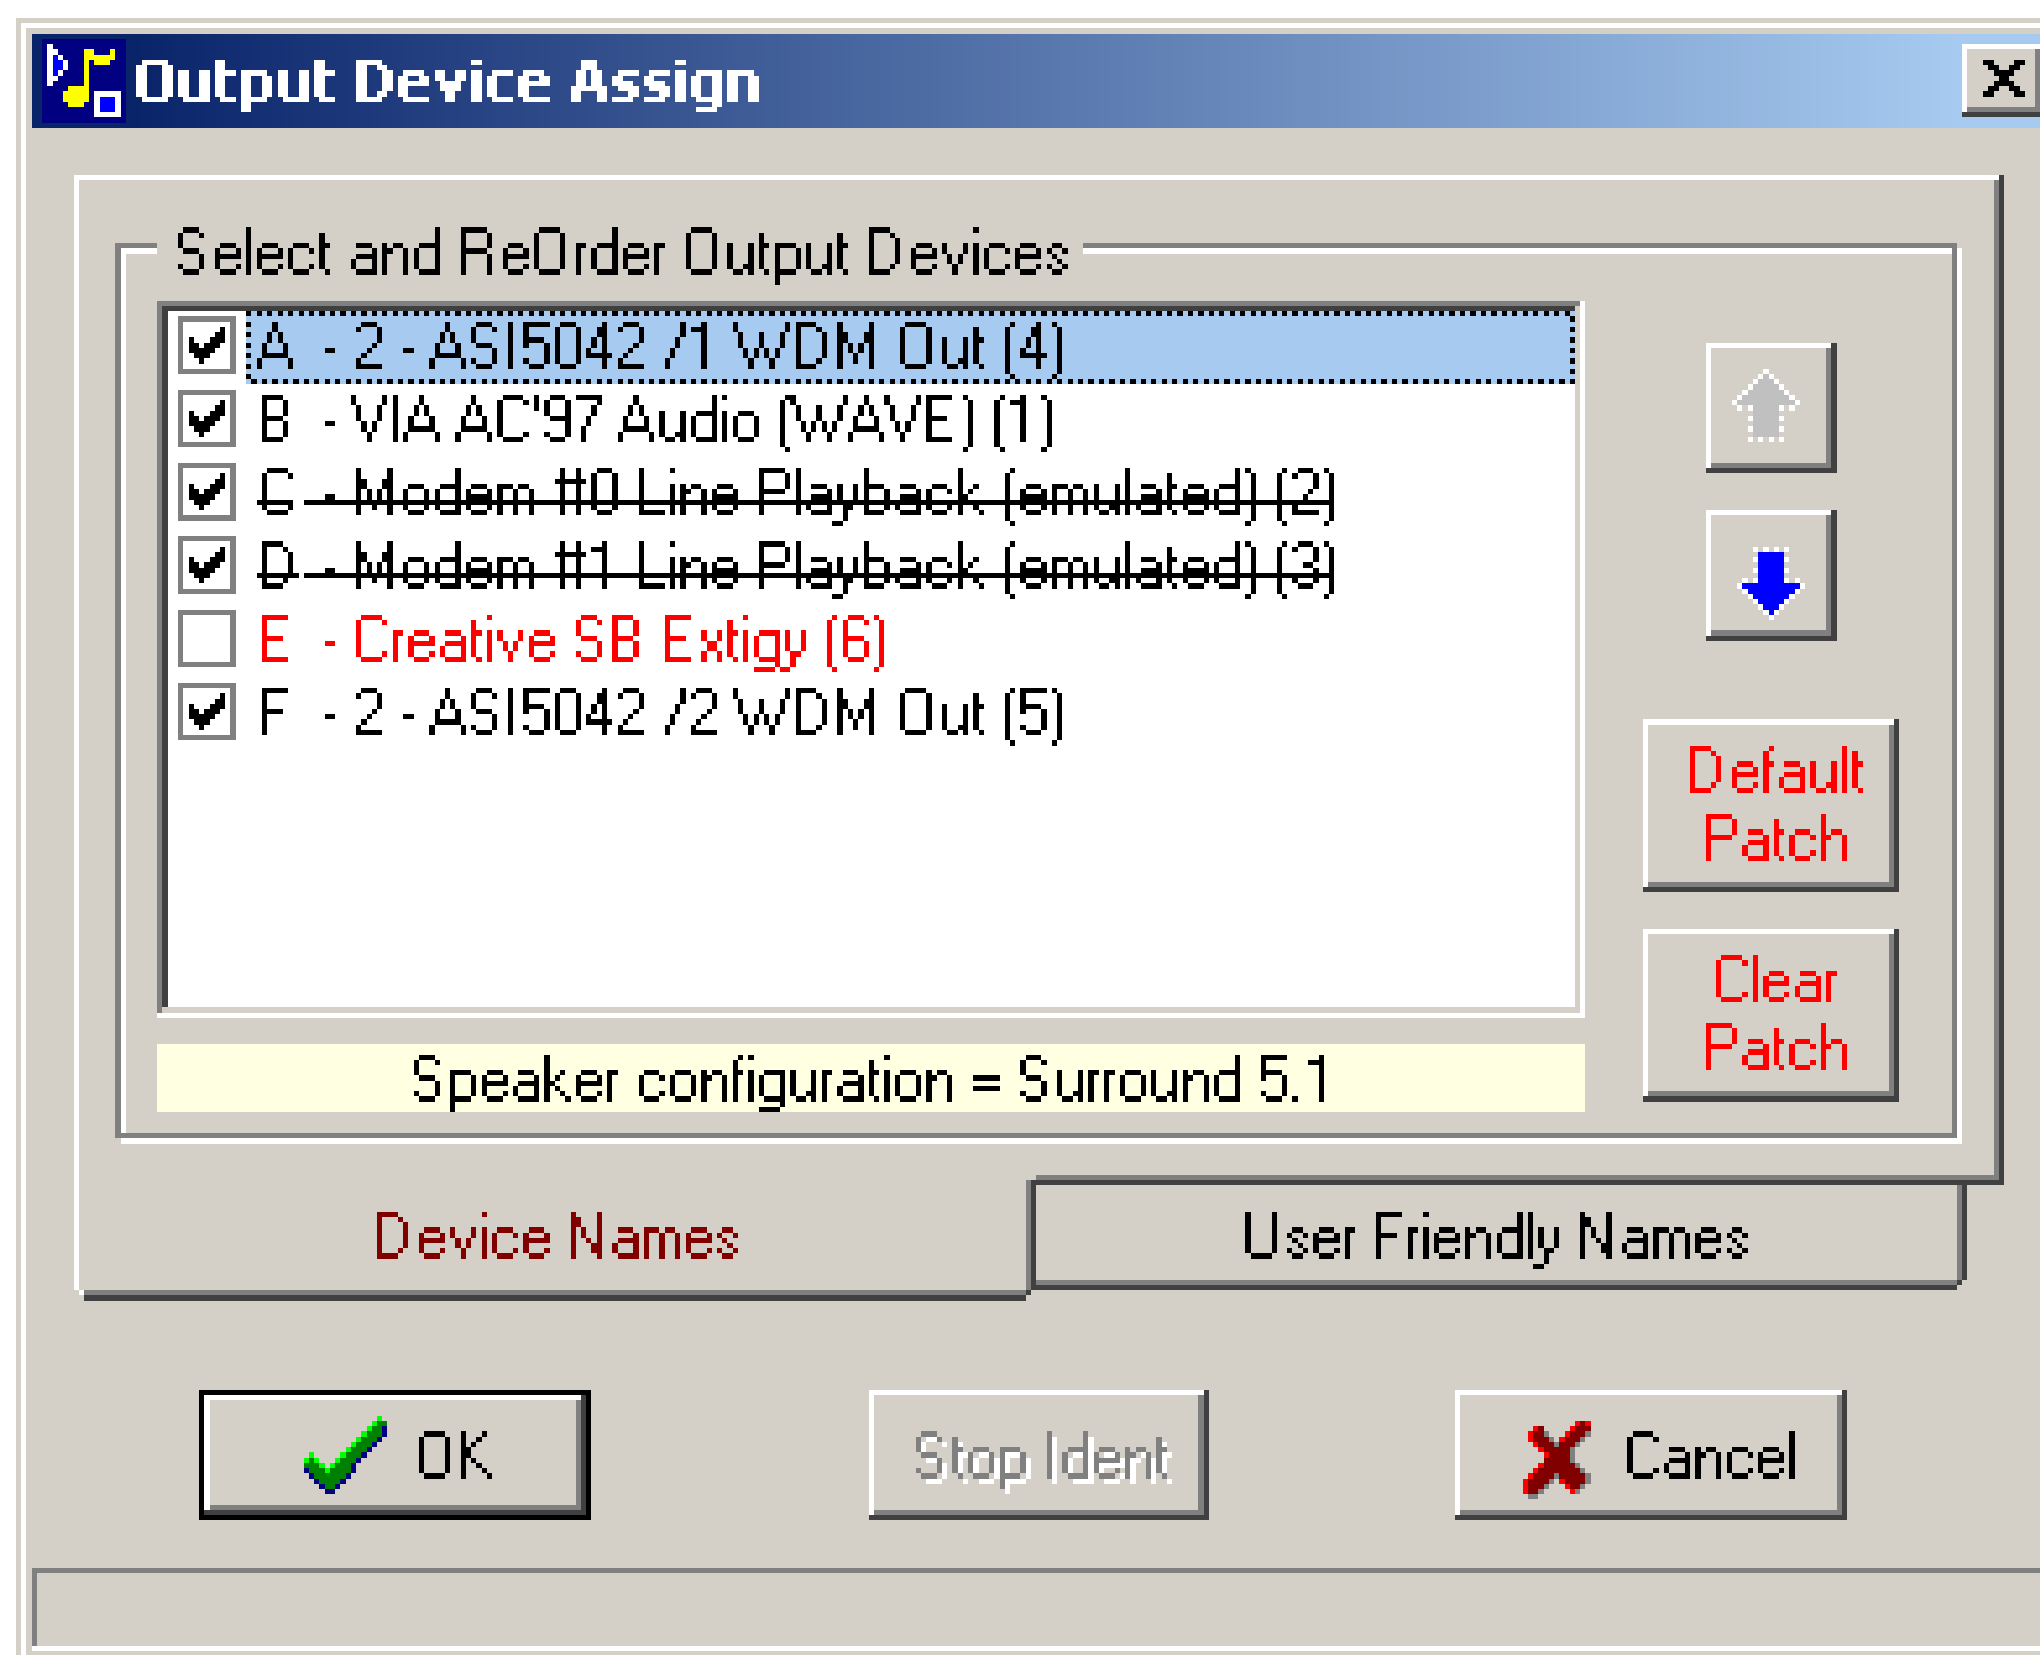 Output Device Assign
Select and ReOrder Output Devices
A - 2 - ASI5042 /1 WDM Out (4)
B - VIA AC'97 Audio (WAVE) (1)
C - Modem #0 Line Playback (emulated) (2)
D - Modem #1 Line Playback (emulated) (3)
E - Creative SB Extigy (6)
F - 2 - ASI5042 /2 WDM Out (5)
Default
Patch
Clear
Patch
Speaker configuration = Surround 5.1
Device Names
User Friendly Names
OK
Stop Ident
Cancel